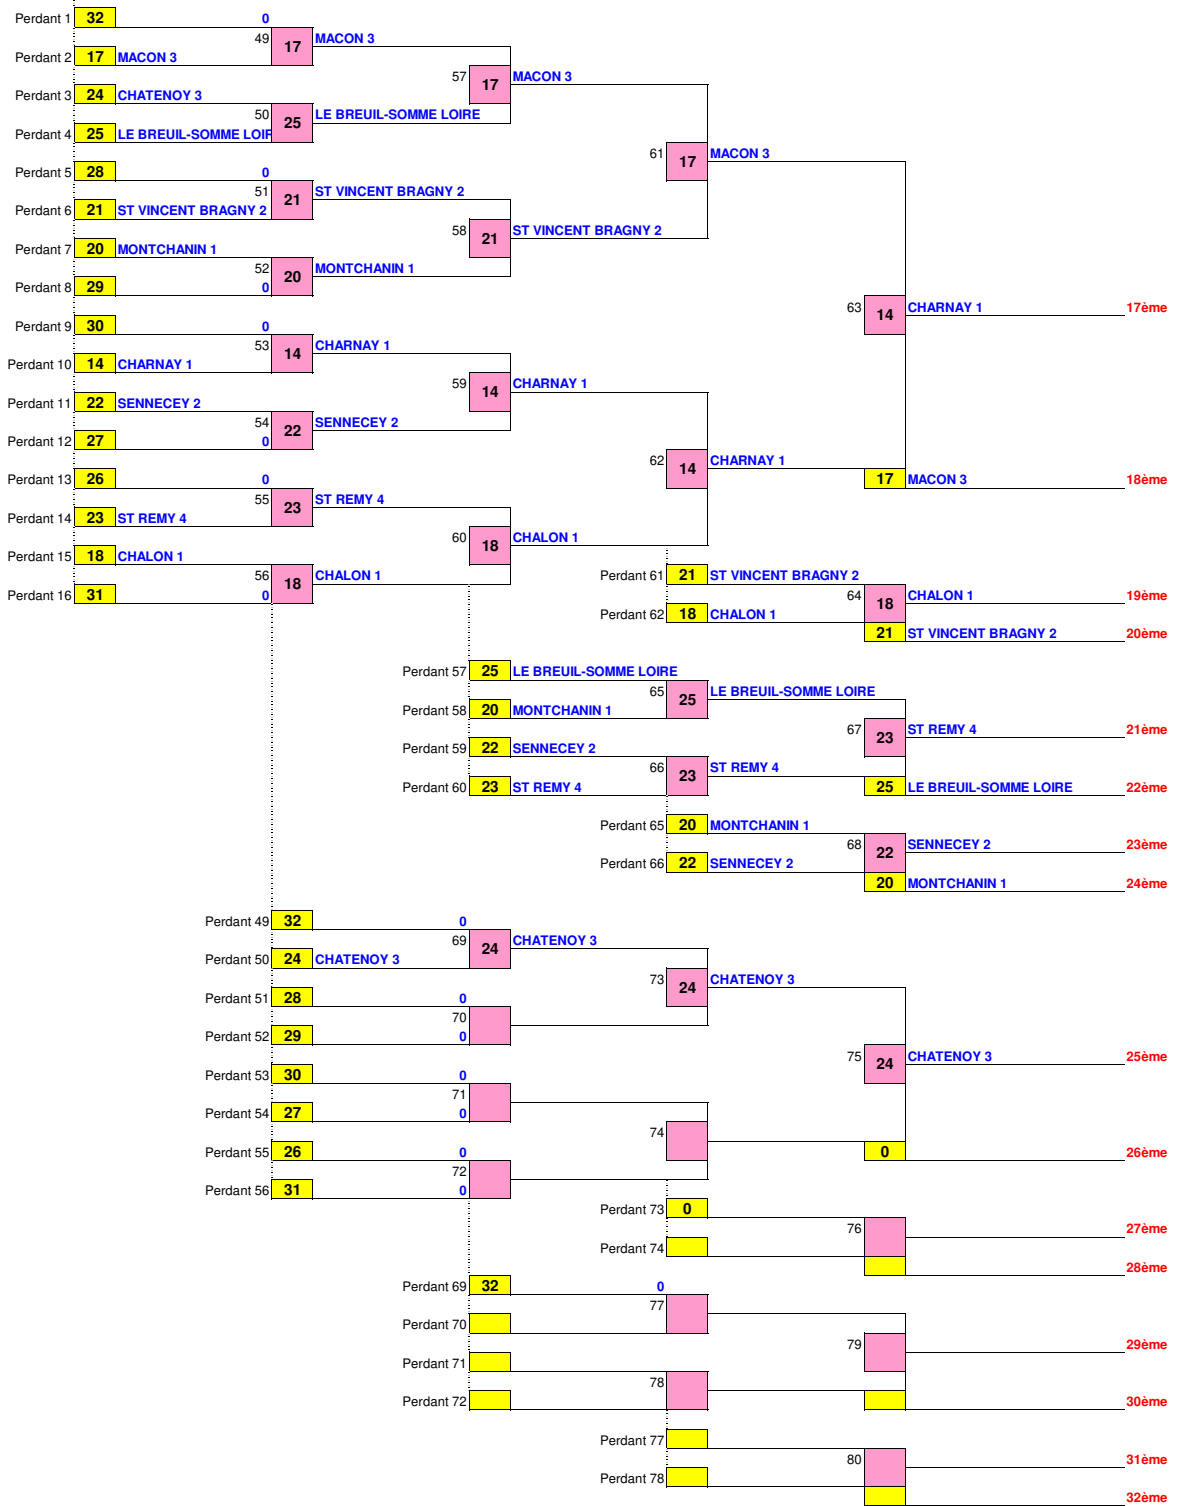 Perdant 1 32 0
49 17 MACON 3
Perdant 2 17 MACON 3
57 17 MACON 3
Perdant 3 24 CHATENOY 3
50 25 LE BREUIL-SOMME LOIRE
Perdant 4 25 LE BREUIL-SOMME LOIR
61 17 MACON 3
Perdant 5 28 0
51 21 ST VINCENT BRAGNY 2
Perdant 6 21 ST VINCENT BRAGNY 2
58 21 ST VINCENT BRAGNY 2
Perdant 7 20 MONTCHANIN 1
52 20 MONTCHANIN 1
Perdant 8 29 0
63 14 CHARNAY 1 17ème
Perdant 9 30 0
53 14 CHARNAY 1
Perdant 10 14 CHARNAY 1
59 14 CHARNAY 1
Perdant 11 22 SENNECEY 2
54 22 SENNECEY 2
Perdant 12 27 0
62 14 CHARNAY 1
Perdant 13 26 0
17 MACON 3 18ème
55 23 ST REMY 4
Perdant 14 23 ST REMY 4
60 18 CHALON 1
Perdant 15 18 CHALON 1
56 18 CHALON 1
Perdant 61 21 ST VINCENT BRAGNY 2
Perdant 16 31 0
64 18 CHALON 1 19ème
Perdant 62 18 CHALON 1
21 ST VINCENT BRAGNY 2 20ème
Perdant 57 25 LE BREUIL-SOMME LOIRE
65 25 LE BREUIL-SOMME LOIRE
Perdant 58 20 MONTCHANIN 1
67 23 ST REMY 4 21ème
Perdant 59 22 SENNECEY 2
66 23 ST REMY 4
Perdant 60 23 ST REMY 4
25 LE BREUIL-SOMME LOIRE 22ème
Perdant 65 20 MONTCHANIN 1
68 22 SENNECEY 2 23ème
Perdant 66 22 SENNECEY 2
20 MONTCHANIN 1 24ème
Perdant 49 32 0
69 24 CHATENOY 3
Perdant 50 24 CHATENOY 3
73 24 CHATENOY 3
Perdant 51 28 0
70
Perdant 52 29 0
75 24 CHATENOY 3 25ème
Perdant 53 30 0
71
Perdant 54 27 0
74
Perdant 55 26 0
0 26ème
72
Perdant 56 31 0
Perdant 73 0
76 27ème
Perdant 74
28ème
Perdant 69 32 0
77
Perdant 70
79 29ème
Perdant 71
78
Perdant 72
30ème
Perdant 77
80 31ème
Perdant 78
32ème